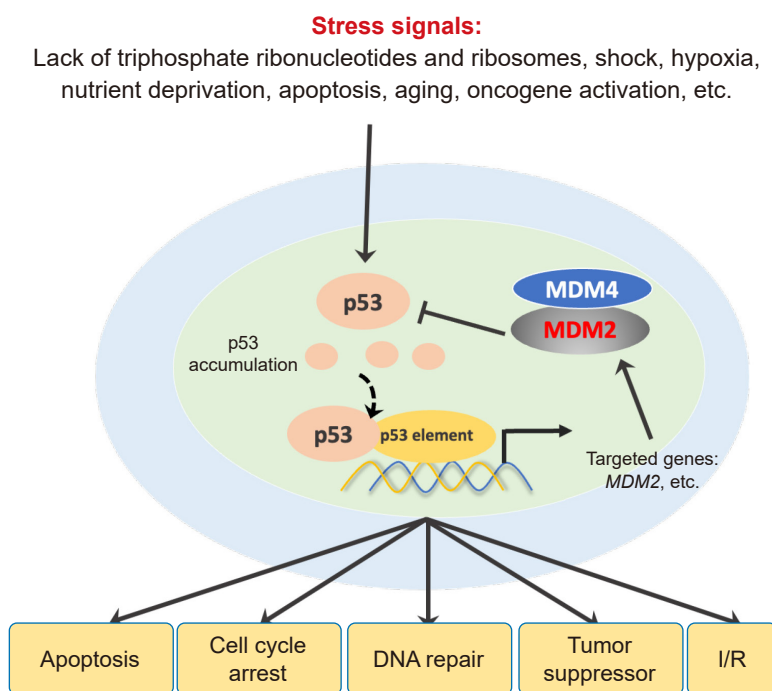 Stress signals:
Lack of triphosphate ribonucleotides and ribosomes, shock, hypoxia,
nutrient deprivation, apoptosis, aging, oncogene activation, etc.
MDM4
p53
MDM2
p53
accumulation
p53
p53 element
Targeted genes:
MDM2, etc.
Apoptosis
Cell cycle
arrest
DNA repair
Tumor
suppressor
I/R